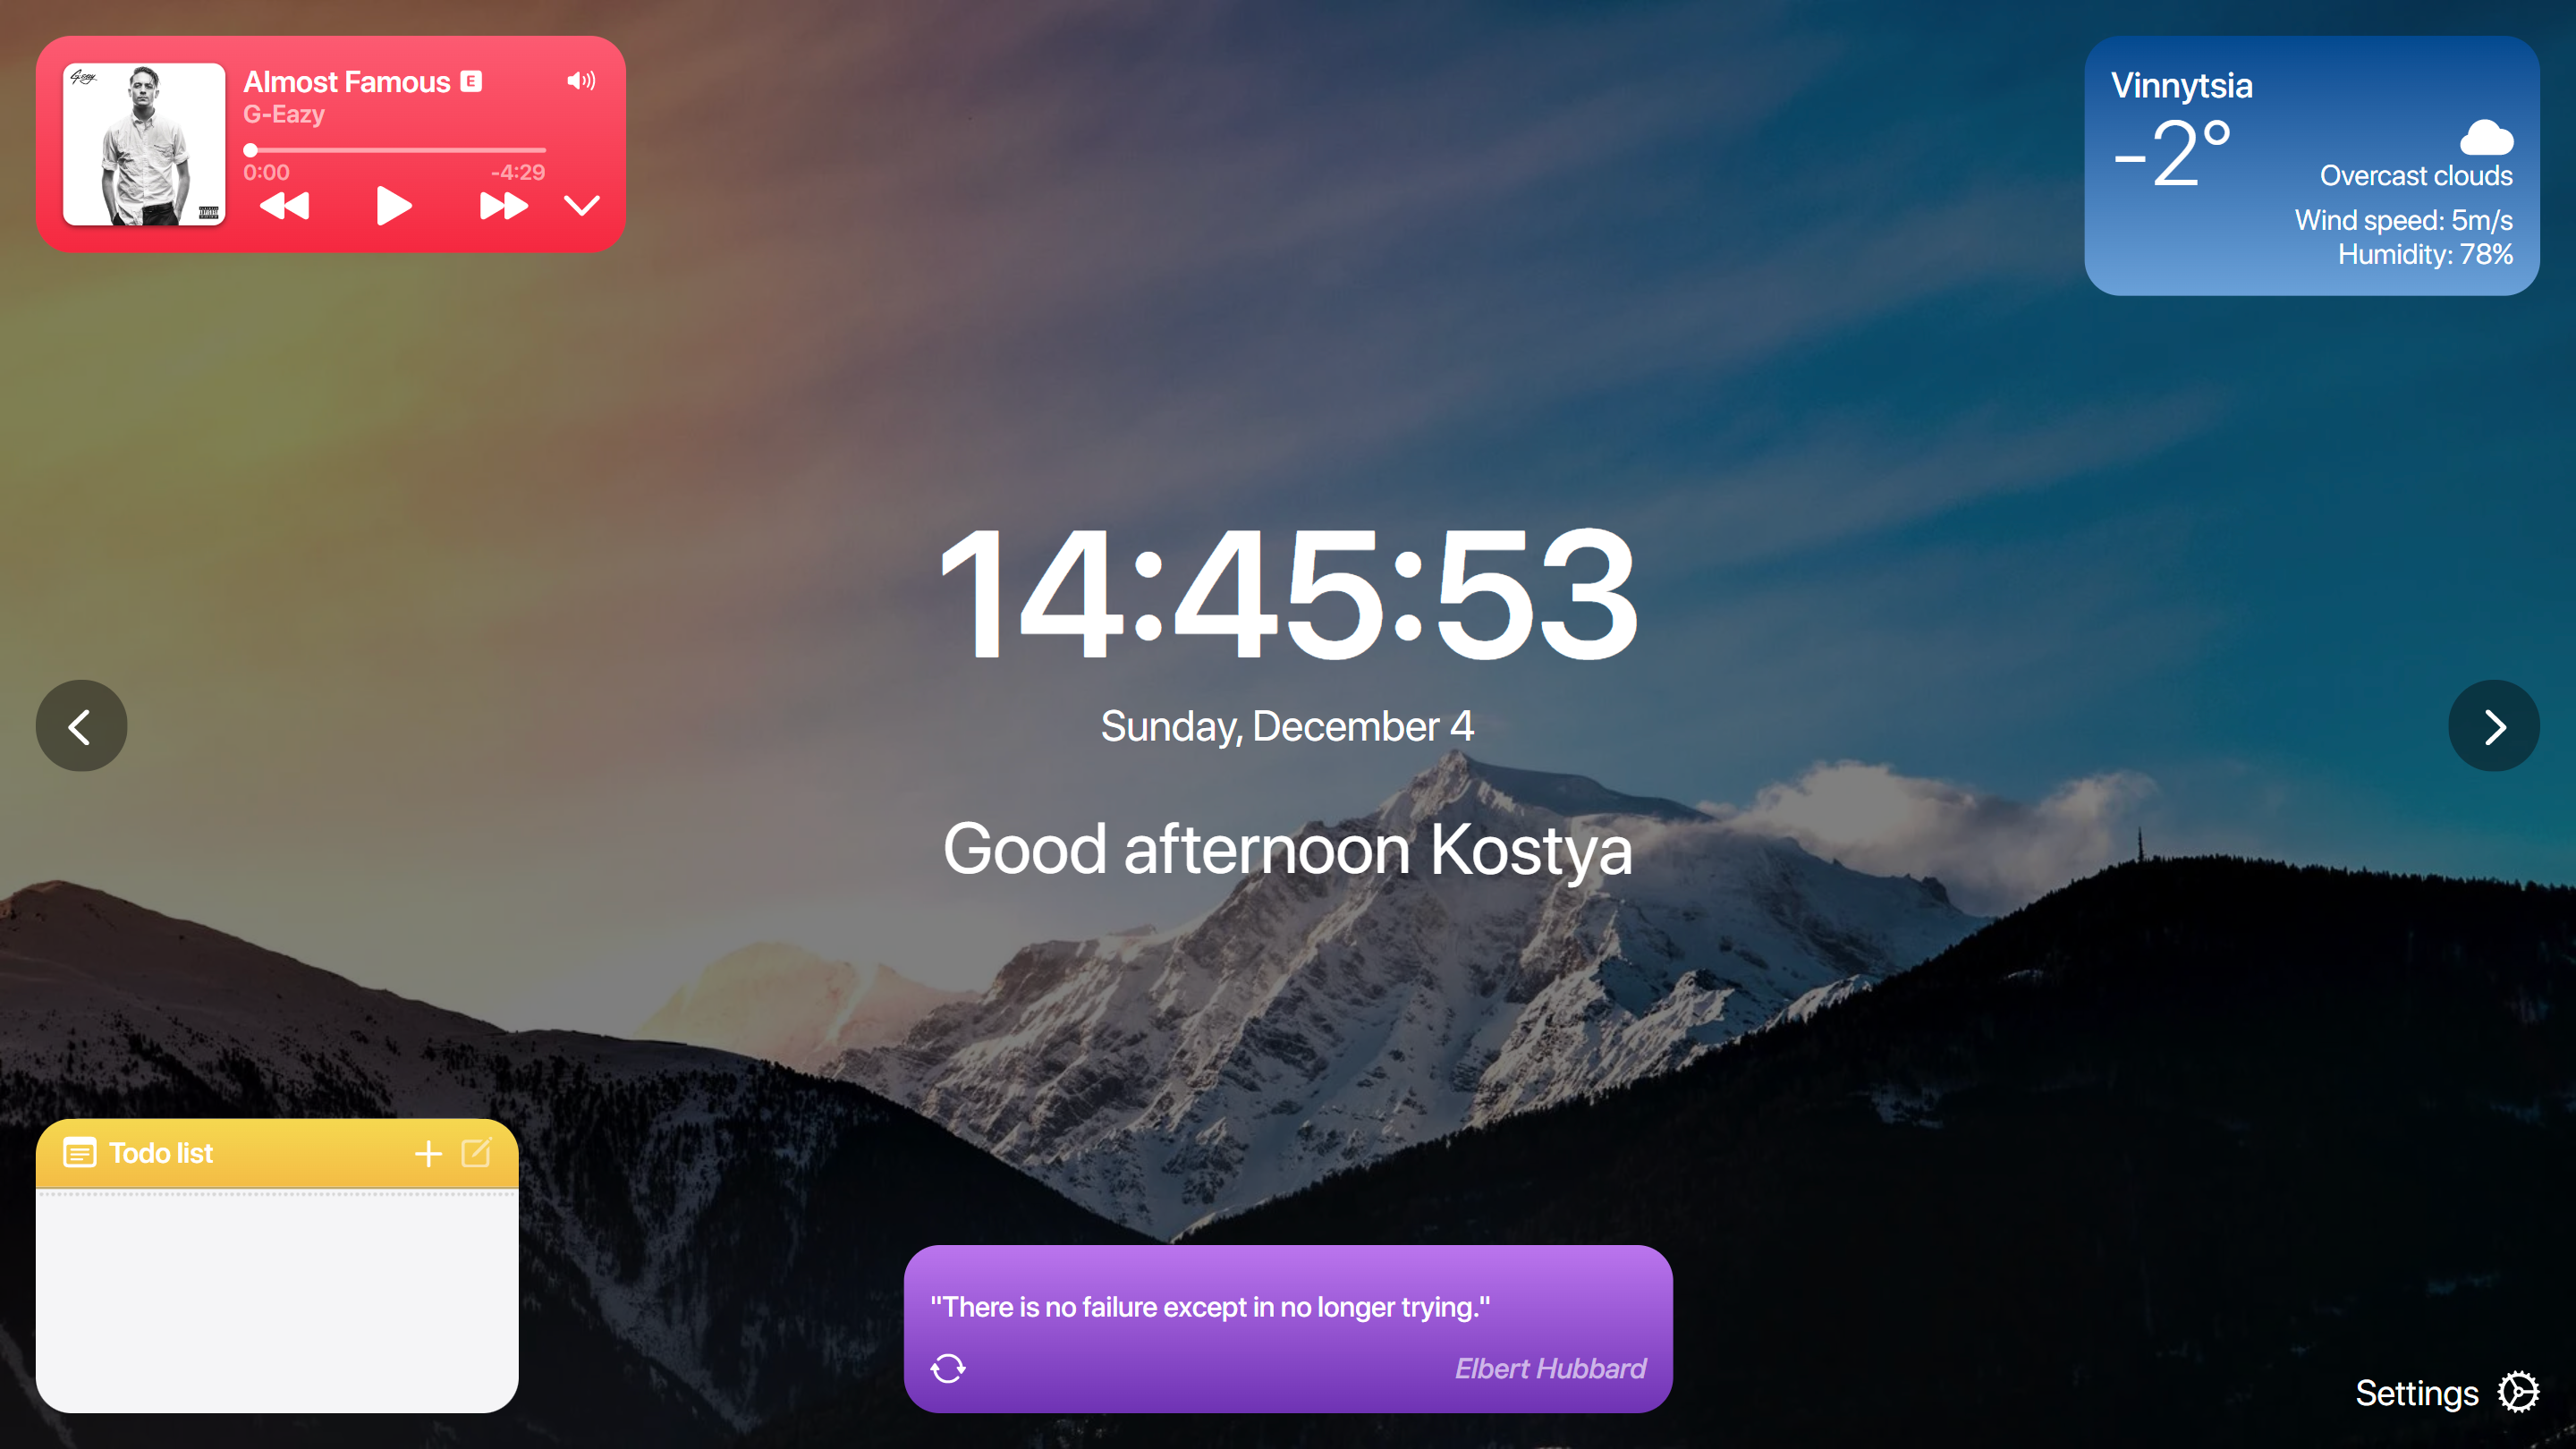 Almost Famous E
G-Eazy
0:00 -4:29
Vinnytsia
-2°
Overcast clouds
Wind speed: 5m/s
Humidity: 78%
14:45:53
Sunday, December 4
Good afternoon Kostya
Todo list
"There is no failure except in no longer trying."
Elbert Hubbard
Settings